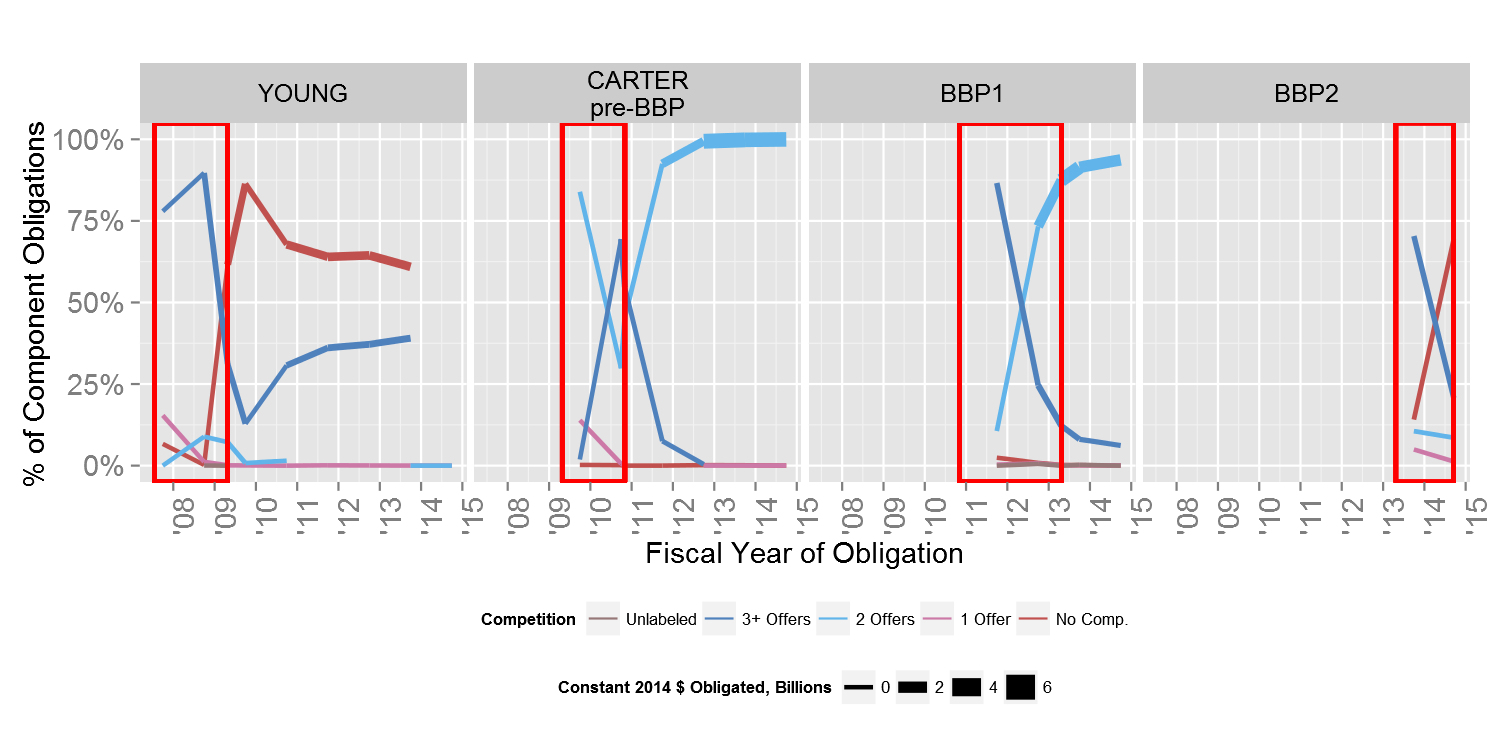 YOUNG
CARTER
pre-BBP
BBP1
BBP2
% of Component Obligations
100%
75%
50%
25%
0%
'08 '09 '10 '11 '12 '13 '14 '15
'08 '09 '10 '11 '12 '13 '14 '15
'08 '09 '10 '11 '12 '13 '14 '15
'08 '09 '10 '11 '12 '13 '14 '15
Fiscal Year of Obligation
Competition Unlabeled 3+ Offers 2 Offers 1 Offer No Comp.
Constant 2014 $ Obligated, Billions 0 2 4 6